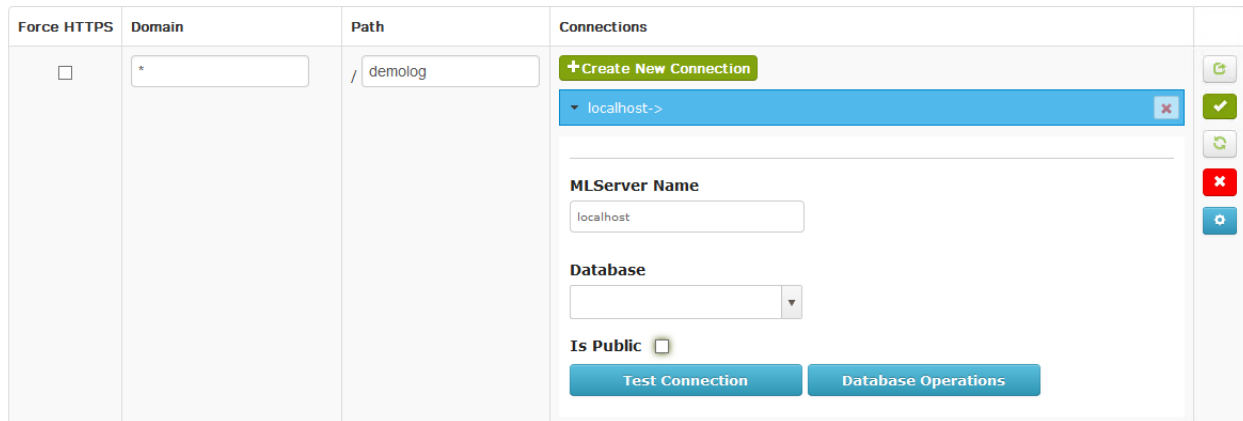 Force HTTPS Domain Path Connections
* / demolog +Create New Connection
localhost->
MLServer Name
localhost
Database
Is Public
Test Connection Database Operations